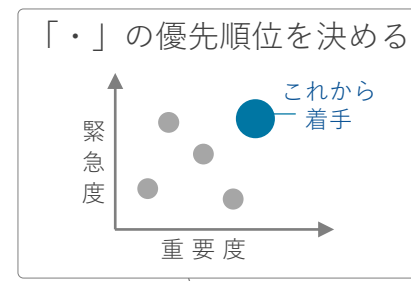 「・」の優先順位を決める
これから
着手
緊急度
重要度